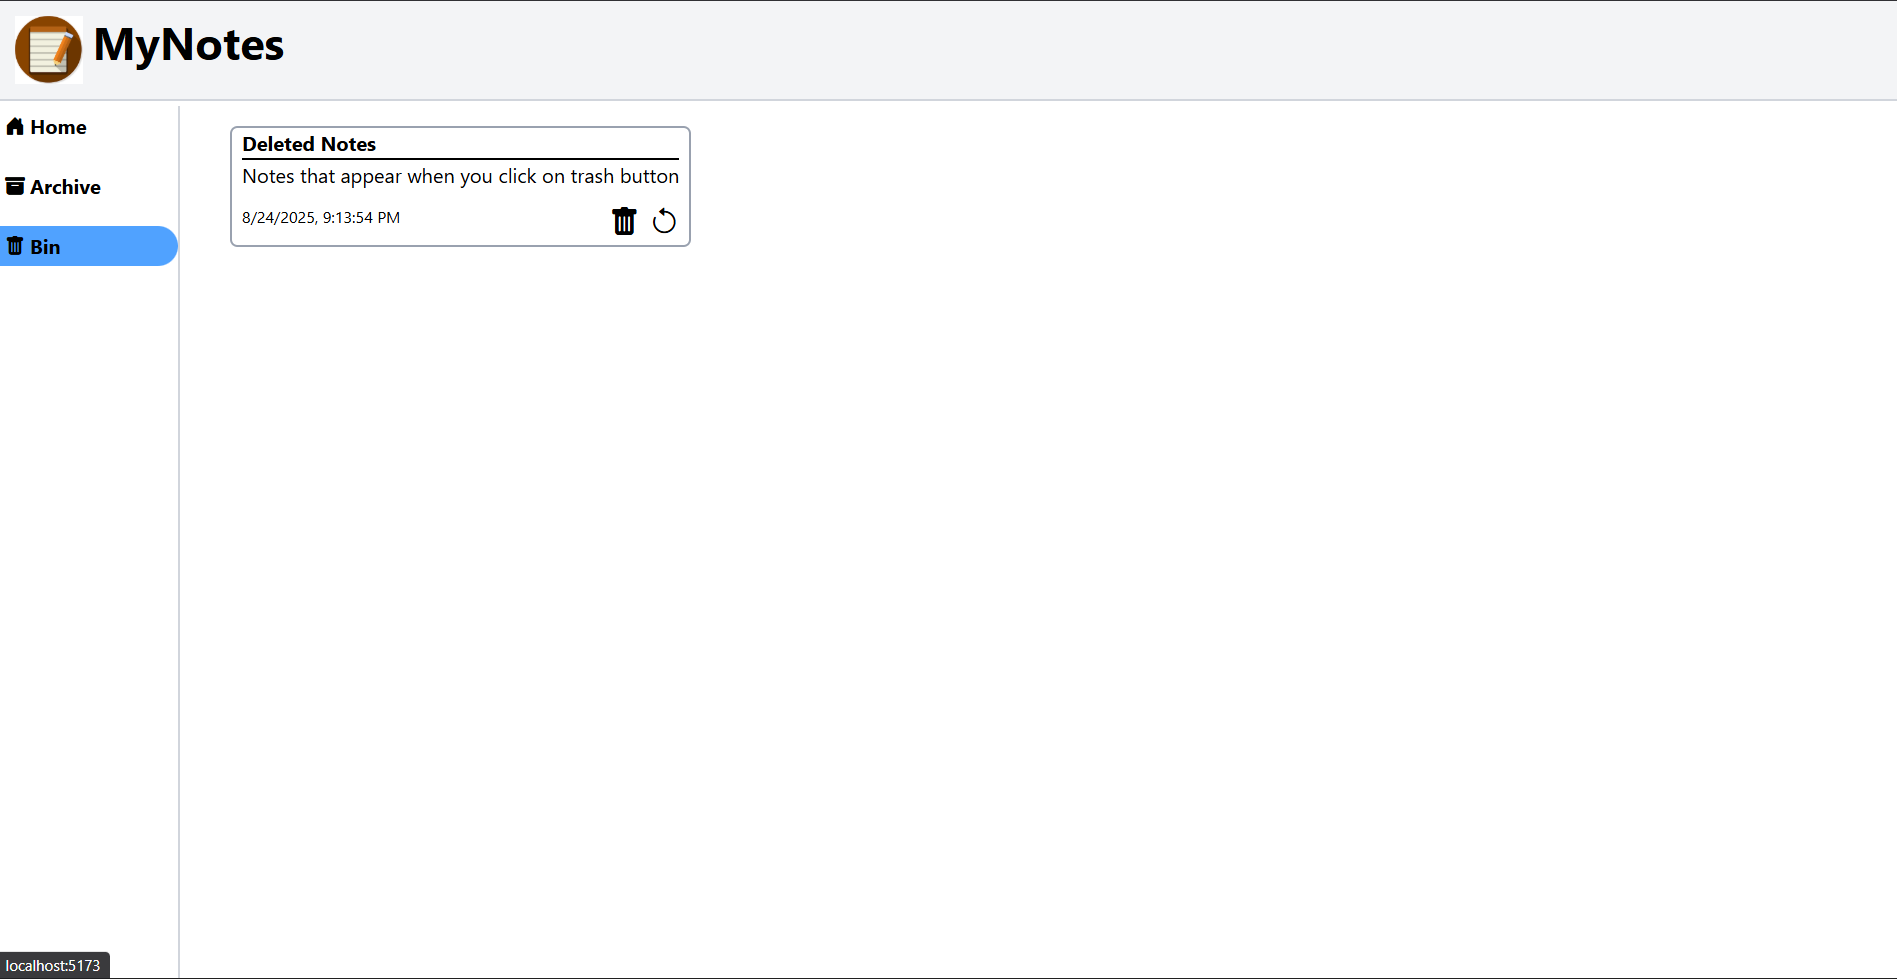 MyNotes
Home
Archive
Bin
Deleted Notes
Notes that appear when you click on trash button
8/24/2025, 9:13:54 PM
localhost:5173